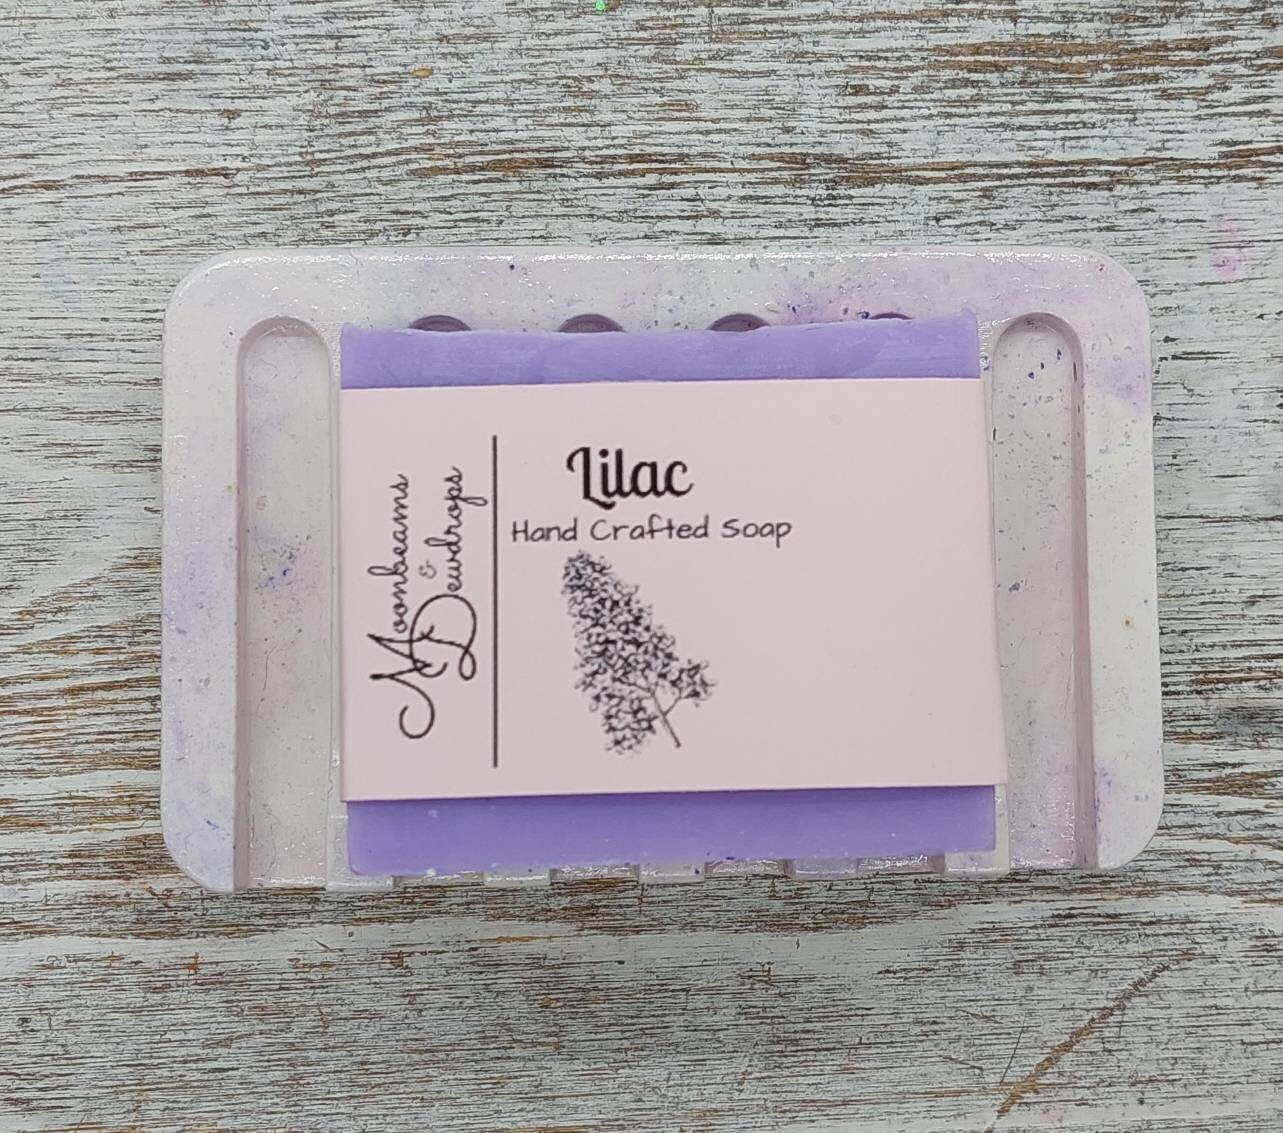 Moonbeams
&
Dewdrops
Lilac
Hand Crafted Soap